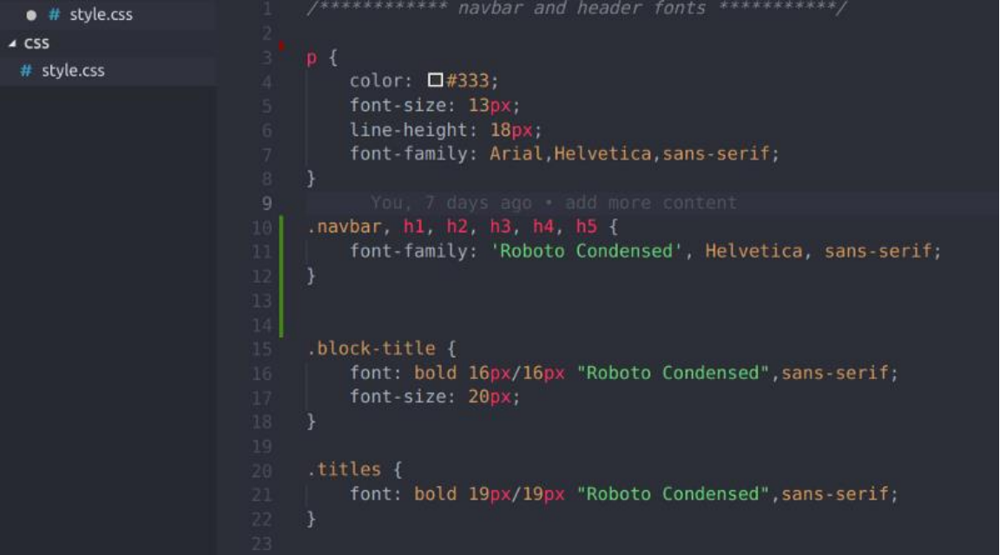 style.css
css
# style.css
1 /************ navbar and header fonts ***********/
2
3 p {
4 color: #333;
5 font-size: 13px;
6 line-height: 18px;
7 font-family: Arial,Helvetica,sans-serif;
8 }
9 You, 7 days ago • add more content
10 .navbar, h1, h2, h3, h4, h5 {
11 font-family: 'Roboto Condensed', Helvetica, sans-serif;
12 }
13
14
15 .block-title {
16 font: bold 16px/16px "Roboto Condensed",sans-serif;
17 font-size: 20px;
18 }
19
20 .titles {
21 font: bold 19px/19px "Roboto Condensed",sans-serif;
22 }
23